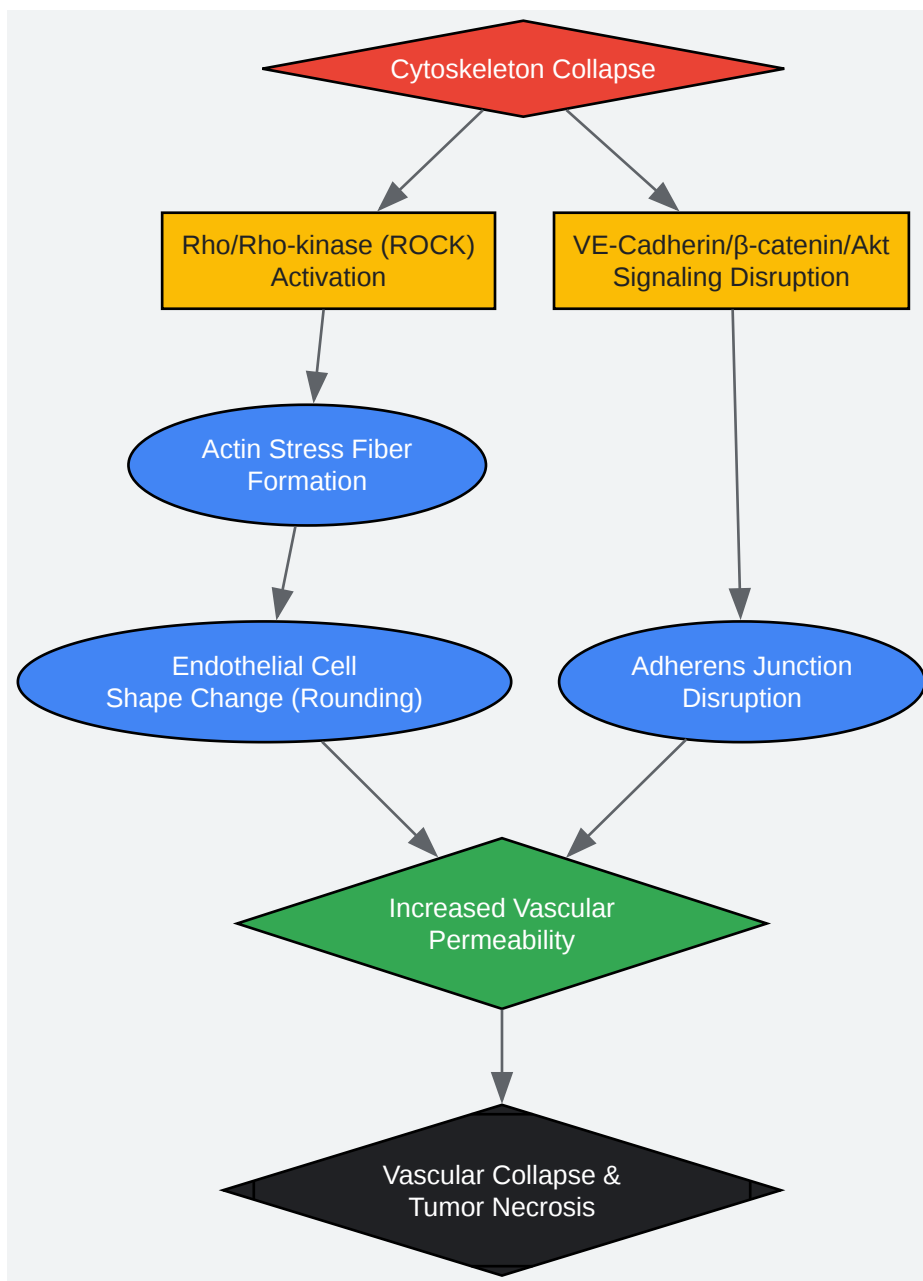 Cytoskeleton Collapse
Rho/Rho-kinase (ROCK)
Activation
VE-Cadherin/β-catenin/Akt
Signaling Disruption
Actin Stress Fiber
Formation
Endothelial Cell
Shape Change (Rounding)
Adherens Junction
Disruption
Increased Vascular
Permeability
Vascular Collapse &
Tumor Necrosis